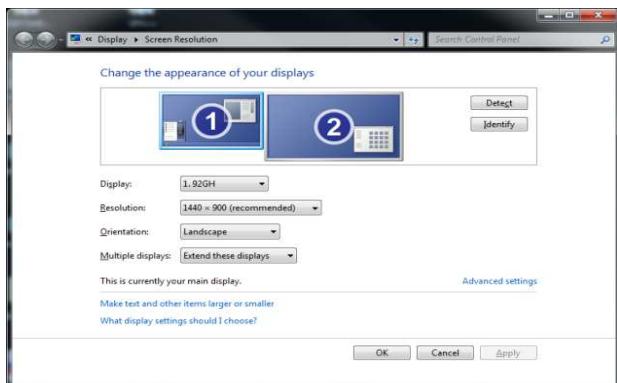 « Display ▸ Screen Resolution Search Control Panel
Change the appearance of your displays
1 2
Detect
Identify
Display: 1.92GH
Resolution: 1440 × 900 (recommended)
Orientation: Landscape
Multiple displays: Extend these displays
This is currently your main display. Advanced settings
Make text and other items larger or smaller
What display settings should I choose?
OK Cancel Apply